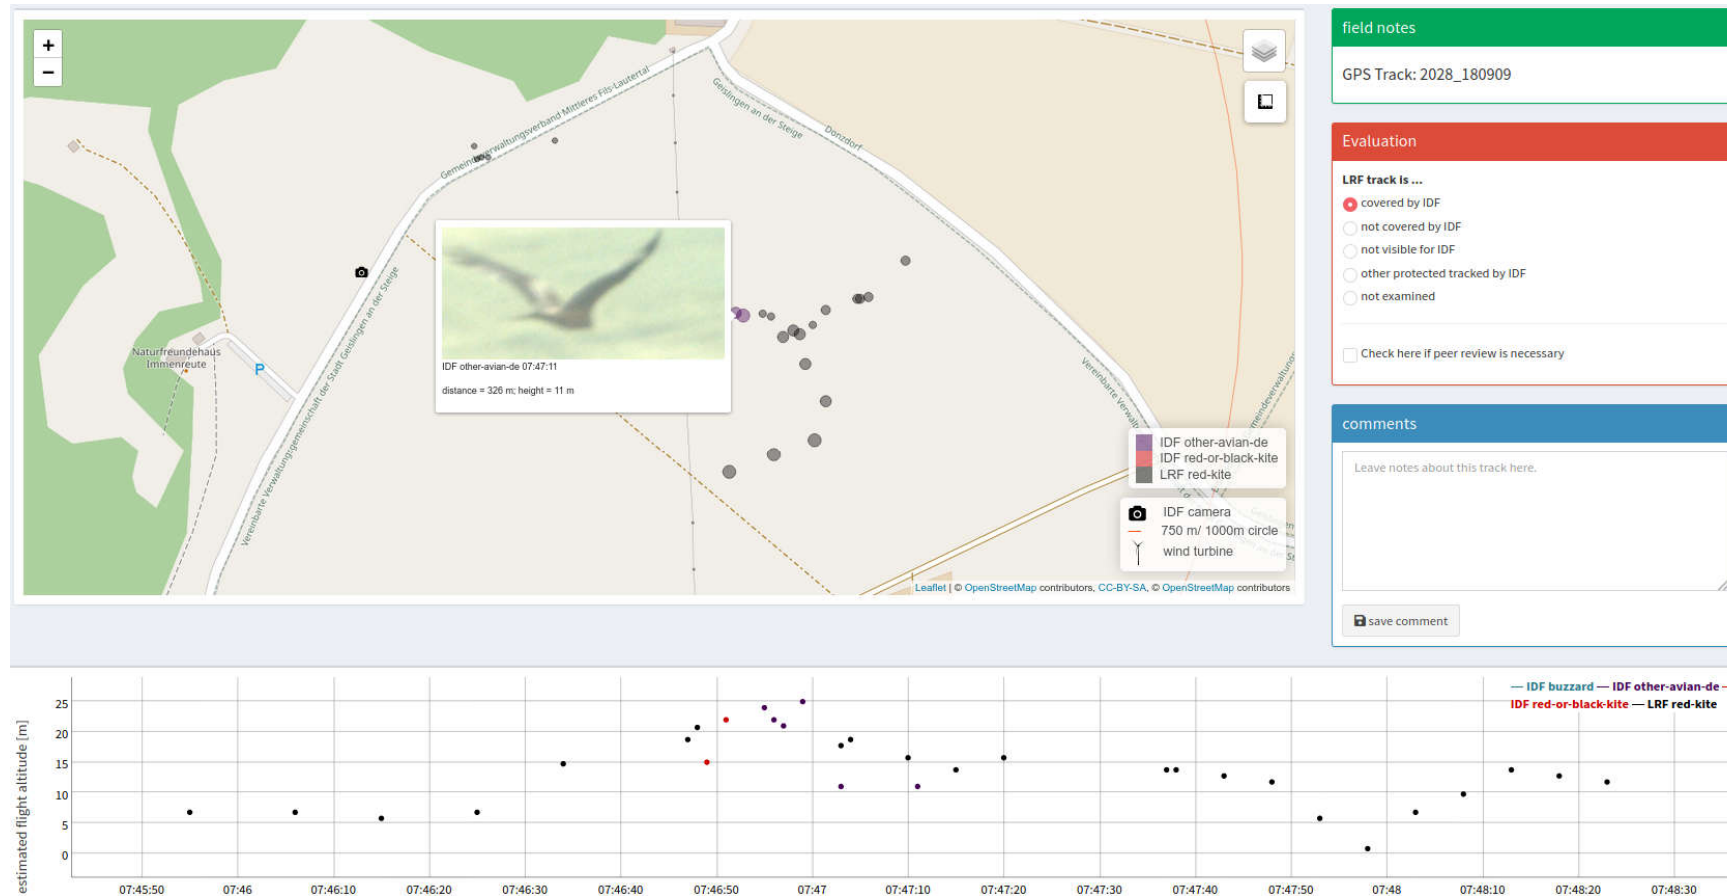 +
−
Gemeindeverwaltungsverband Mittleres Fils-Lautertal
Geislingen an der Steige
Donzdorf
Vereinbarte Verwaltungsgemeinschaft der Stadt Geislingen an der Steige
Naturfreundehaus
Immenreute
P
IDF other-avian-de 07:47:11
distance = 326 m; height = 11 m
IDF other-avian-de
IDF red-or-black-kite
LRF red-kite
IDF camera
750 m/ 1000m circle
wind turbine
Leaflet | © OpenStreetMap contributors, CC-BY-SA, © OpenStreetMap contributors
field notes
GPS Track: 2028_180909
Evaluation
LRF track is ...
covered by IDF
not covered by IDF
not visible for IDF
other protected tracked by IDF
not examined
Check here if peer review is necessary
comments
Leave notes about this track here.
save comment
— IDF buzzard — IDF other-avian-de –
IDF red-or-black-kite — LRF red-kite
estimated flight altitude [m]
25
20
15
10
5
0
07:45:50 07:46 07:46:10 07:46:20 07:46:30 07:46:40 07:46:50 07:47 07:47:10 07:47:20 07:47:30 07:47:40 07:47:50 07:48 07:48:10 07:48:20 07:48:30